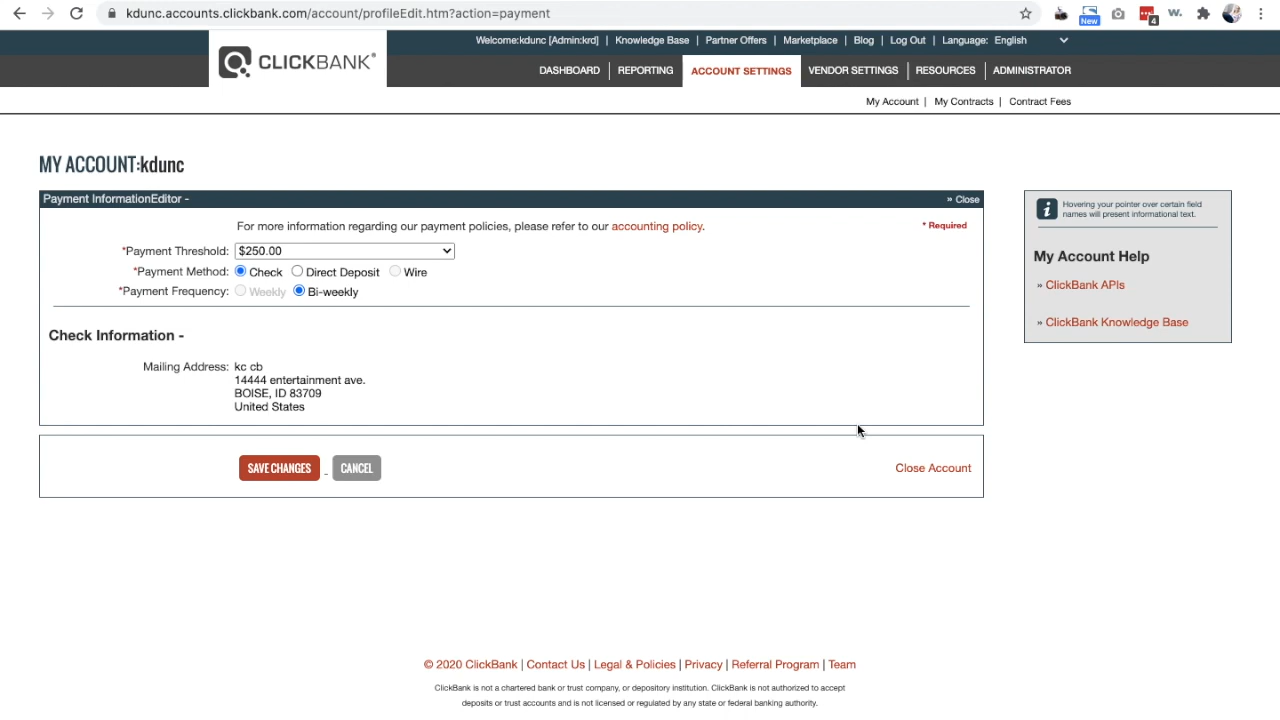 kdunc.accounts.clickbank.com/account/profileEdit.htm?action=payment
New
4
W.
Welcome:kdunc [Admin:krd] | Knowledge Base | Partner Offers | Marketplace | Blog | Log Out | Language: English
CLICKBANK®
DASHBOARD | REPORTING ACCOUNT SETTINGS VENDOR SETTINGS | RESOURCES | ADMINISTRATOR
My Account | My Contracts | Contract Fees
MY ACCOUNT:kdunc
Payment InformationEditor - » Close
For more information regarding our payment policies, please refer to our accounting policy. * Required
*Payment Threshold: $250.00
*Payment Method: Check Direct Deposit Wire
*Payment Frequency: Weekly Bi-weekly
Check Information -
Mailing Address: kc cb
14444 entertainment ave.
BOISE, ID 83709
United States
SAVE CHANGES - CANCEL Close Account
i Hovering your pointer over certain field
names will present informational text.
My Account Help
» ClickBank APIs
» ClickBank Knowledge Base
© 2020 ClickBank | Contact Us | Legal & Policies | Privacy | Referral Program | Team
ClickBank is not a chartered bank or trust company, or depository institution. ClickBank is not authorized to accept
deposits or trust accounts and is not licensed or regulated by any state or federal banking authority.